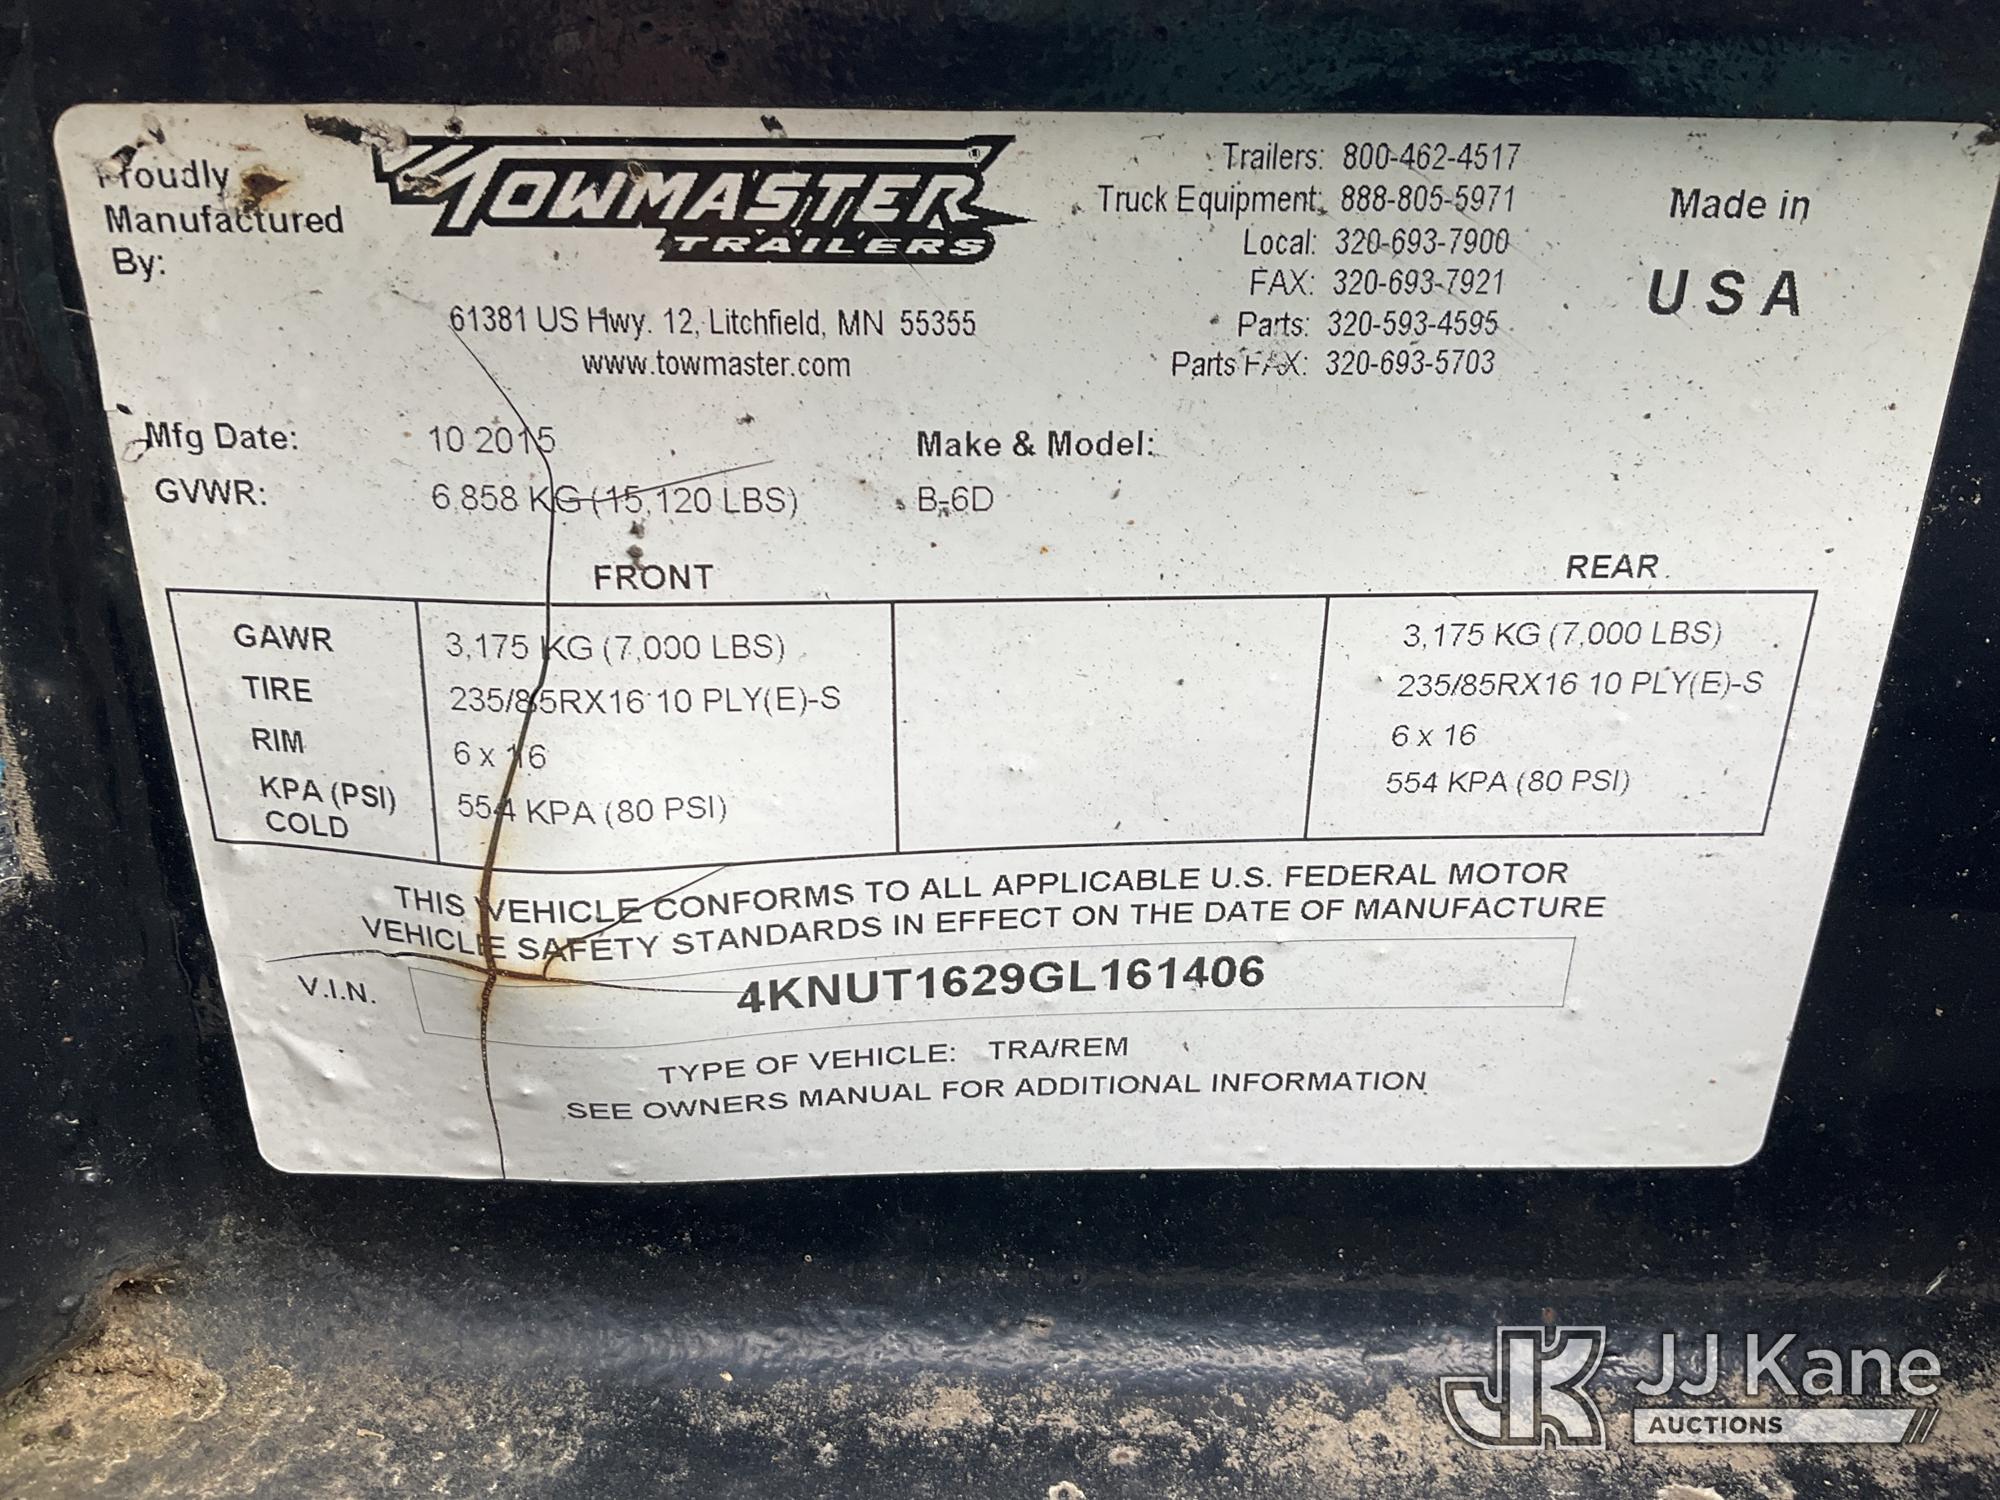 Proudly
Manufactured
By:
TOWMASTER
TRAILERS
61381 US Hwy. 12, Litchfield, MN 55355
www.towmaster.com
Trailers: 800-462-4517
Truck Equipment: 888-805-5971
Local: 320-693-7900
FAX: 320-693-7921
Parts: 320-593-4595
Parts FAX: 320-693-5703
Made in
USA
Mfg Date: 10 2015 Make & Model:
GVWR: 6,858 KG (15,120 LBS) B-6D
FRONT REAR
GAWR 3,175 KG (7,000 LBS) 3,175 KG (7,000 LBS)
TIRE 235/85RX16 10 PLY(E)-S 235/85RX16 10 PLY(E)-S
RIM 6 x 16 6 x 16
KPA (PSI) 554 KPA (80 PSI) 554 KPA (80 PSI)
COLD
THIS VEHICLE CONFORMS TO ALL APPLICABLE U.S. FEDERAL MOTOR
VEHICLE SAFETY STANDARDS IN EFFECT ON THE DATE OF MANUFACTURE
V.I.N. 4KNUT1629GL161406
TYPE OF VEHICLE: TRA/REM
SEE OWNERS MANUAL FOR ADDITIONAL INFORMATION
JK JJ Kane
AUCTIONS